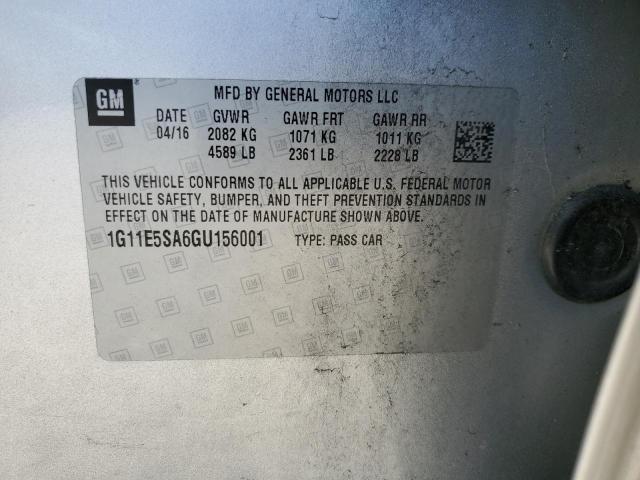 GM
MFD BY GENERAL MOTORS LLC
DATE GVWR GAWR FRT GAWR RR
04/16 2082 KG 1071 KG 1011 KG
4589 LB 2361 LB 2228 LB
THIS VEHICLE CONFORMS TO ALL APPLICABLE U.S. FEDERAL MOTOR
VEHICLE SAFETY, BUMPER, AND THEFT PREVENTION STANDARDS IN
EFFECT ON THE DATE OF MANUFACTURE SHOWN ABOVE.
1G11E5SA6GU156001 TYPE: PASS CAR